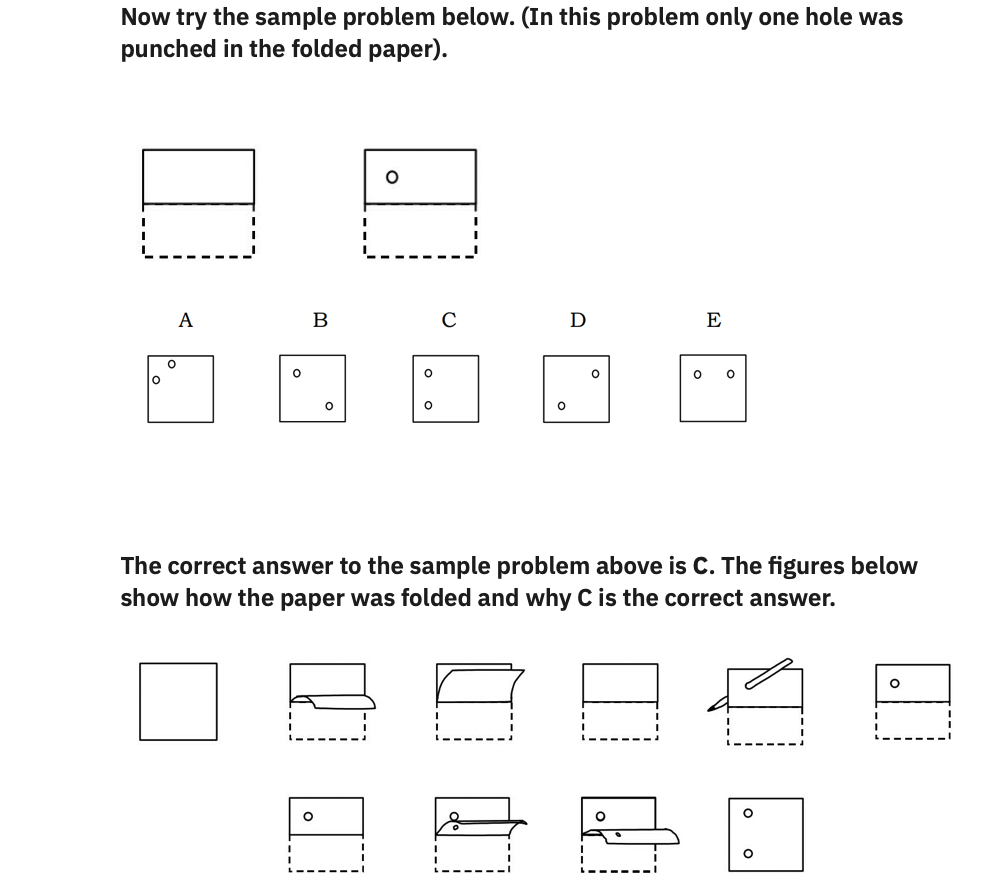 Now try the sample problem below. (In this problem only one hole was
punched in the folded paper).
A B C D E
The correct answer to the sample problem above is C. The figures below
show how the paper was folded and why C is the correct answer.